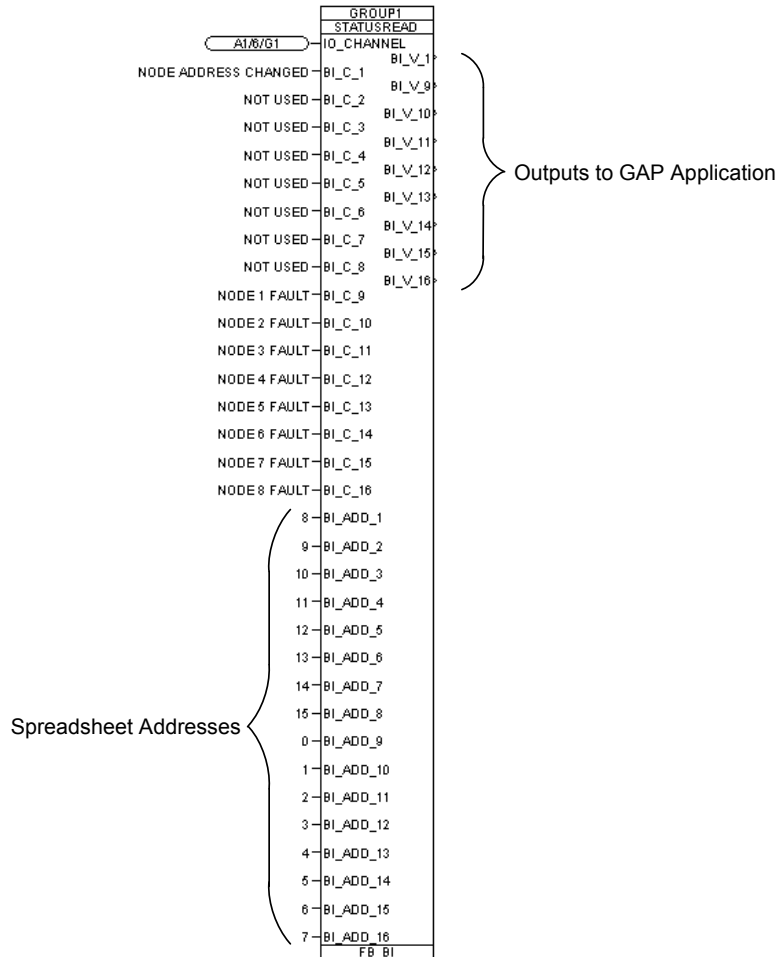 GROUP1
STATUSREAD
A1/6/G1 IO_CHANNEL
BI_V_1
NODE ADDRESS CHANGED BI_C_1
BI_V_9
NOT USED BI_C_2
BI_V_10
NOT USED BI_C_3
BI_V_11
NOT USED BI_C_4
BI_V_12
Outputs to GAP Application
NOT USED BI_C_5
BI_V_13
NOT USED BI_C_6
BI_V_14
NOT USED BI_C_7
BI_V_15
NOT USED BI_C_8
BI_V_16
NODE 1 FAULT BI_C_9
NODE 2 FAULT BI_C_10
NODE 3 FAULT BI_C_11
NODE 4 FAULT BI_C_12
NODE 5 FAULT BI_C_13
NODE 6 FAULT BI_C_14
NODE 7 FAULT BI_C_15
NODE 8 FAULT BI_C_16
8 BI_ADD_1
9 BI_ADD_2
10 BI_ADD_3
11 BI_ADD_4
12 BI_ADD_5
13 BI_ADD_6
14 BI_ADD_7
15 BI_ADD_8
Spreadsheet Addresses
0 BI_ADD_9
1 BI_ADD_10
2 BI_ADD_11
3 BI_ADD_12
4 BI_ADD_13
5 BI_ADD_14
6 BI_ADD_15
7 BI_ADD_16
FB_BI